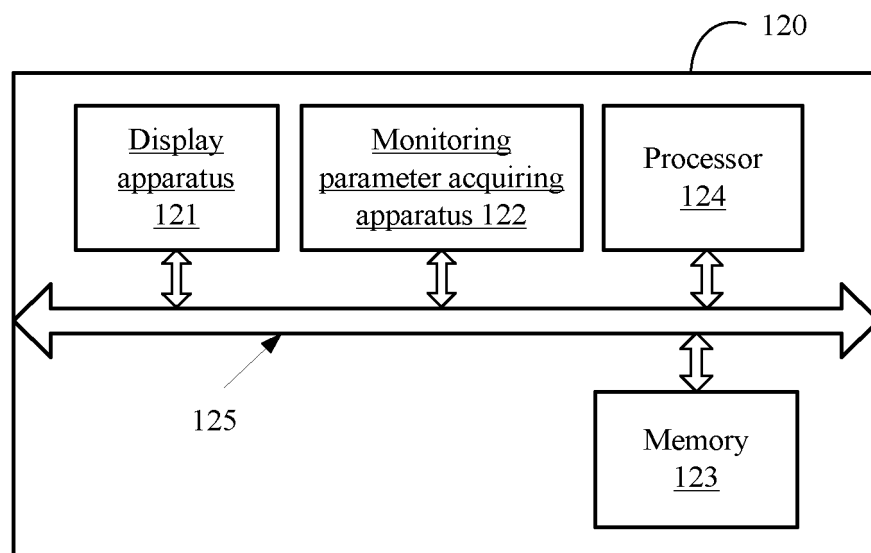 120
Display
apparatus
121
Monitoring
parameter acquiring
apparatus 122
Processor
124
125
Memory
123